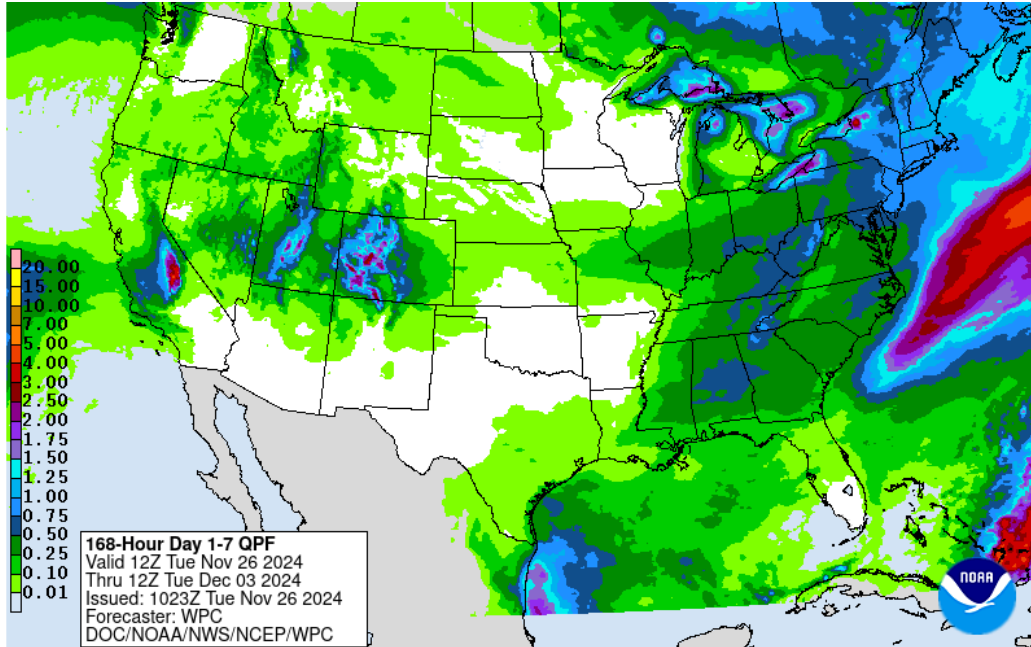 20.00
15.00
10.00
7.00
5.00
4.00
3.00
2.50
2.00
1.75
1.50
1.25
1.00
0.75
0.50
0.25
0.10
0.01
168-Hour Day 1-7 QPF
Valid 12Z Tue Nov 26 2024
Thru 12Z Tue Dec 03 2024
Issued: 1023Z Tue Nov 26 2024
Forecaster: WPC
DOC/NOAA/NWS/NCEP/WPC
NOAA